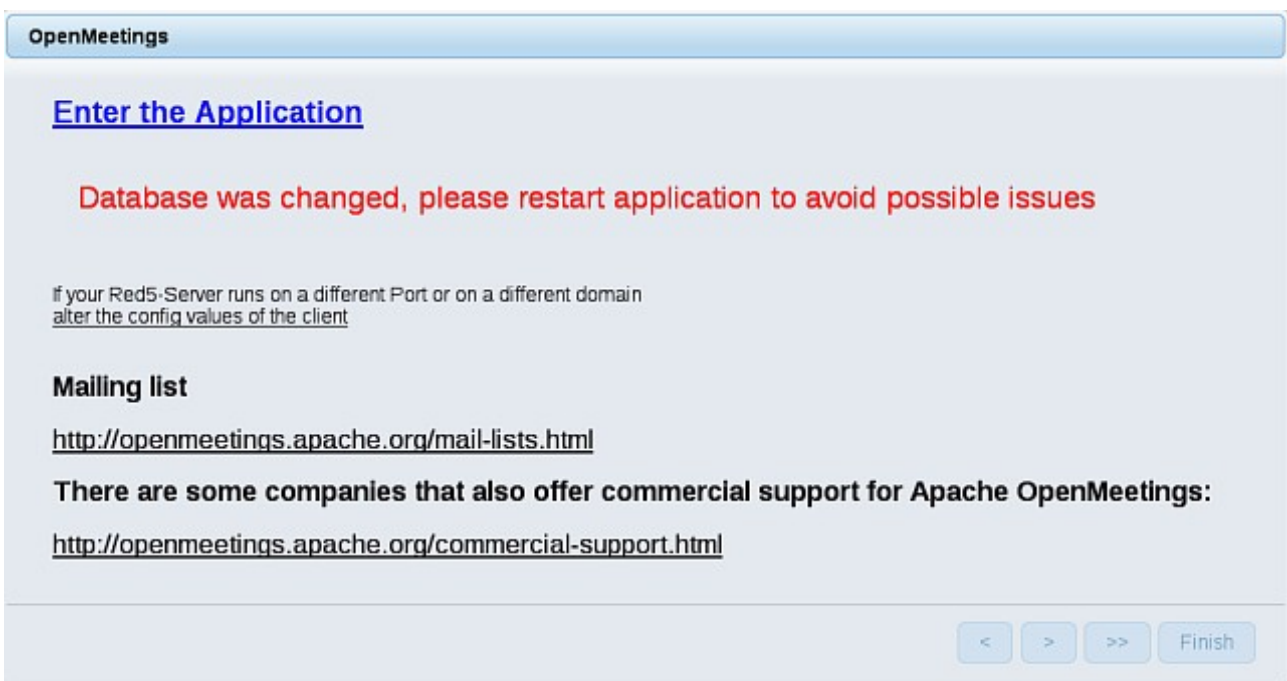 OpenMeetings
Enter the Application
Database was changed, please restart application to avoid possible issues
If your Red5-Server runs on a different Port or on a different domain
alter the config values of the client
Mailing list
http://openmeetings.apache.org/mail-lists.html
There are some companies that also offer commercial support for Apache OpenMeetings:
http://openmeetings.apache.org/commercial-support.html
< > >> Finish